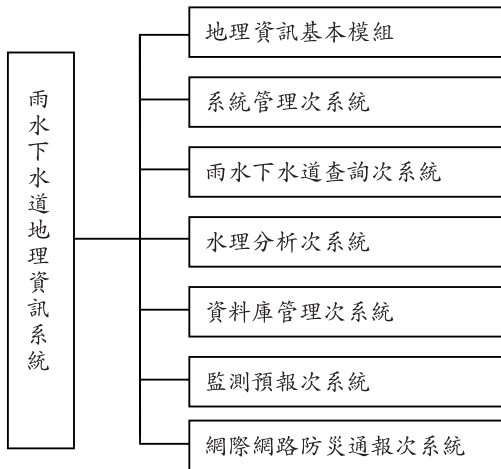 雨水下水道地理資訊系統
地理資訊基本模組
系統管理次系統
雨水下水道查詢次系統
水理分析次系統
資料庫管理次系統
監測預報次系統
網際網路防災通報次系統